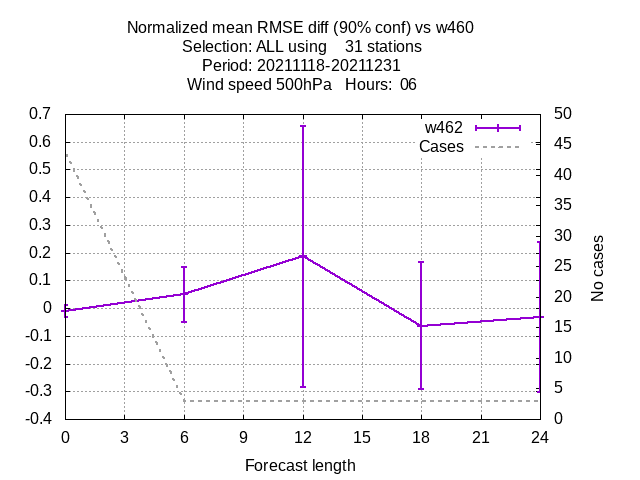 Normalized mean RMSE diff (90% conf) vs w460
Selection: ALL using    31 stations
Period: 20211118-20211231
Wind speed 500hPa   Hours:  06
w462
Cases
0.7
0.6
0.5
0.4
0.3
0.2
0.1
0
-0.1
-0.2
-0.3
-0.4
50
45
40
35
30
25
20
15
10
5
0
No cases
0 3 6 9 12 15 18 21 24
Forecast length